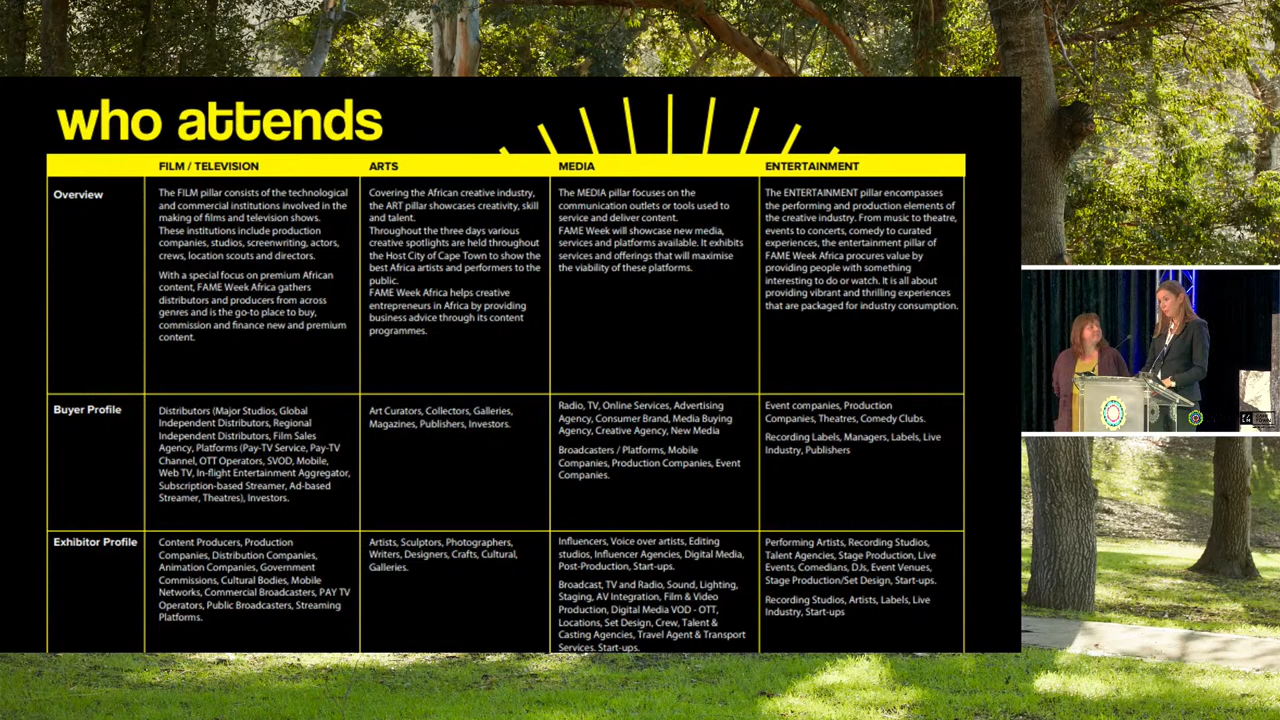 who attends
FILM / TELEVISION
ARTS
MEDIA
ENTERTAINMENT
Overview
The FILM pillar consists of the technological
and commercial institutions involved in the
making of films and television shows.
These institutions include production
companies, studios, screenwriting, actors,
crews, location scouts and directors.
With a special focus on premium African
content, FAME Week Africa gathers
distributors and producers from across
genres and is the go-to place to buy,
commission and finance new and premium
content.
Covering the African creative industry,
the ART pillar showcases creativity, skill
and talent.
Throughout the three days various
creative spotlights are held throughout
the Host City of Cape Town to show the
best Africa artists and performers to the
public.
FAME Week Africa helps creative
entrepreneurs in Africa by providing
business advice through its content
programmes.
The MEDIA pillar focuses on the
communication outlets or tools used to
service and deliver content.
FAME Week will showcase new media,
services and platforms available. It exhibits
services and offerings that will maximise
the viability of these platforms.
The ENTERTAINMENT pillar encompasses
the performing and production elements of
the creative industry. From music to theatre,
events to concerts, comedy to curated
experiences, the entertainment pillar of
FAME Week Africa procures value by
providing people with something
interesting to do or watch. It is all about
providing vibrant and thrilling experiences
that are packaged for industry consumption.
Buyer Profile
Distributors (Major Studios, Global
Independent Distributors, Regional
Independent Distributors, Film Sales
Agency, Platforms (Pay-TV Service, Pay-TV
Channel, OTT Operators, SVOD, Mobile,
Web TV, In-flight Entertainment Aggregator,
Subscription-based Streamer, Ad-based
Streamer, Theatres), Investors.
Art Curators, Collectors, Galleries,
Magazines, Publishers, Investors.
Radio, TV, Online Services, Advertising
Agency, Consumer Brand, Media Buying
Agency, Creative Agency, New Media
Broadcasters / Platforms, Mobile
Companies, Production Companies, Event
Companies.
Event companies, Production
Companies, Theatres, Comedy Clubs.
Recording Labels, Managers, Labels, Live
Industry, Publishers
Exhibitor Profile
Content Producers, Production
Companies, Distribution Companies,
Animation Companies, Government
Commissions, Cultural Bodies, Mobile
Networks, Commercial Broadcasters, PAY TV
Operators, Public Broadcasters, Streaming
Platforms.
Artists, Sculptors, Photographers,
Writers, Designers, Crafts, Cultural,
Galleries.
Influencers, Voice over artists, Editing
studios, Influencer Agencies, Digital Media,
Post-Production, Start-ups.
Broadcast, TV and Radio, Sound, Lighting,
Staging, AV Integration, Film & Video
Production, Digital Media VOD - OTT,
Locations, Set Design, Crew, Talent &
Casting Agencies, Travel Agent & Transport
Services. Start-ups.
Performing Artists, Recording Studios,
Talent Agencies, Stage Production, Live
Events, Comedians, DJs, Event Venues,
Stage Production/Set Design, Start-ups.
Recording Studios, Artists, Labels, Live
Industry, Start-ups